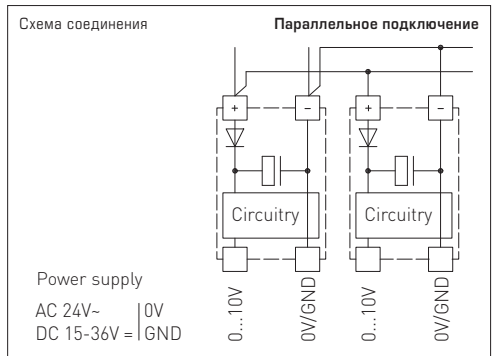 Схема соединения
Параллельное подключение
+ − + −
Circuitry Circuitry
Power supply
AC 24V~ 0V
DC 15-36V = GND
0...10V
0V/GND
0...10V
0V/GND